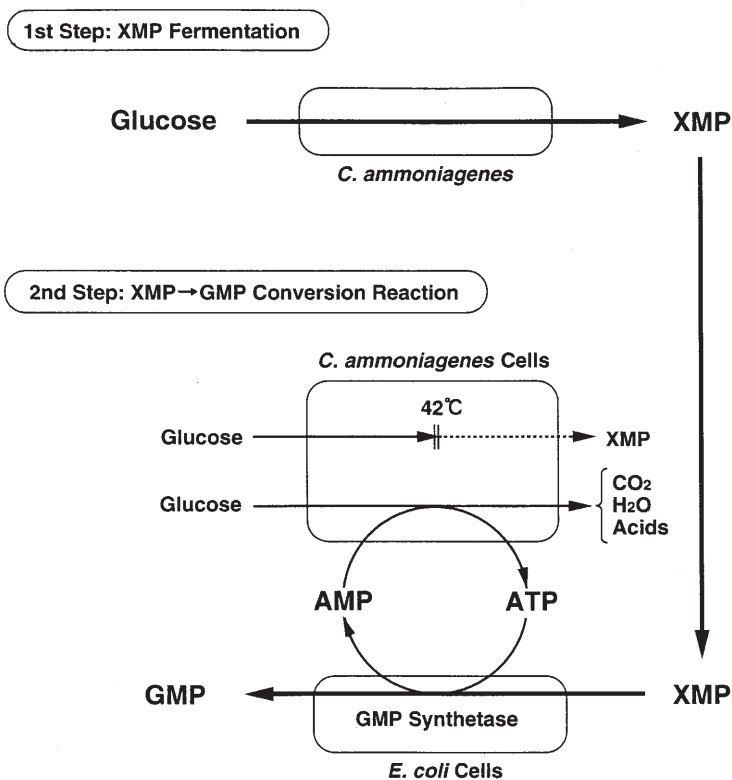 1st Step: XMP Fermentation
Glucose
XMP
C. ammoniagenes
2nd Step: XMP→GMP Conversion Reaction
C. ammoniagenes Cells
42℃
Glucose
XMP
Glucose
CO2
H2O
Acids
AMP
ATP
GMP
XMP
GMP Synthetase
E. coli Cells